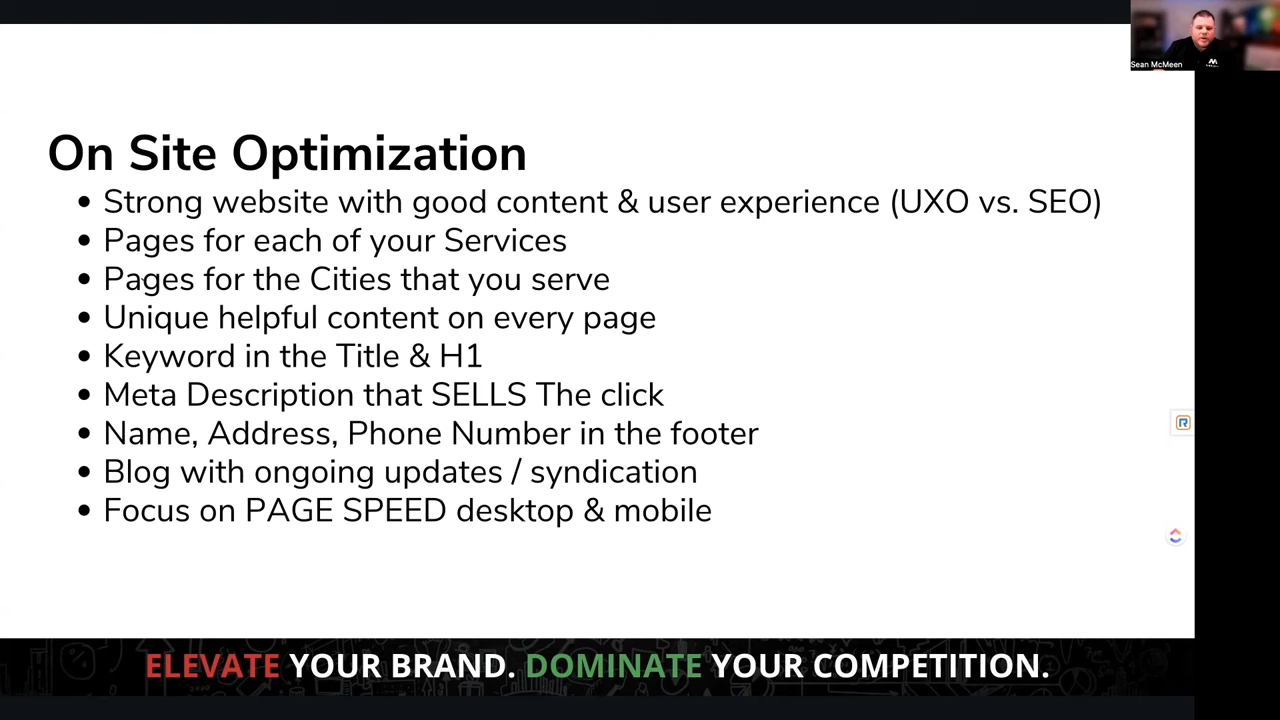 Sean McMeen
On Site Optimization
• Strong website with good content & user experience (UXO vs. SEO)
• Pages for each of your Services
• Pages for the Cities that you serve
• Unique helpful content on every page
• Keyword in the Title & H1
• Meta Description that SELLS The click
• Name, Address, Phone Number in the footer
• Blog with ongoing updates / syndication
• Focus on PAGE SPEED desktop & mobile
R
ELEVATE YOUR BRAND. DOMINATE YOUR COMPETITION.